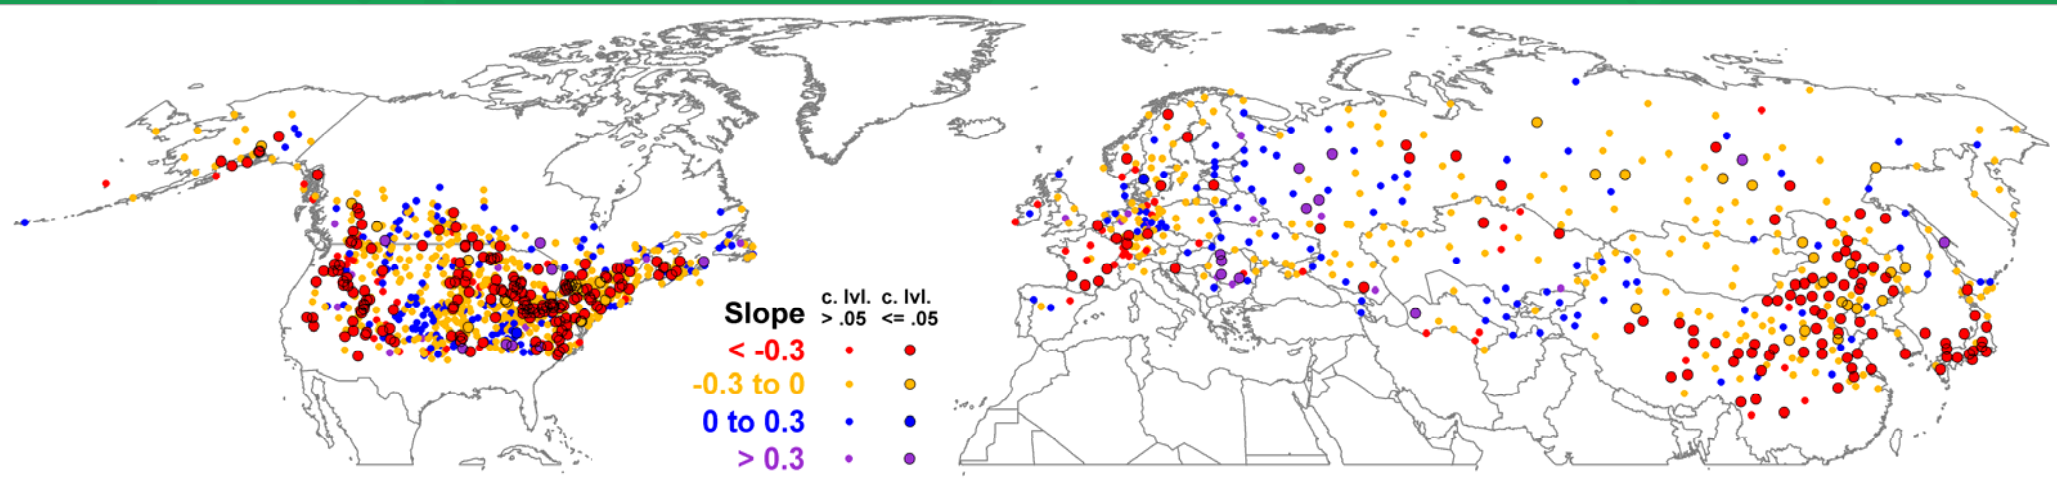 c. lvl. c. lvl.
Slope > .05 <= .05
< -0.3
-0.3 to 0
0 to 0.3
> 0.3